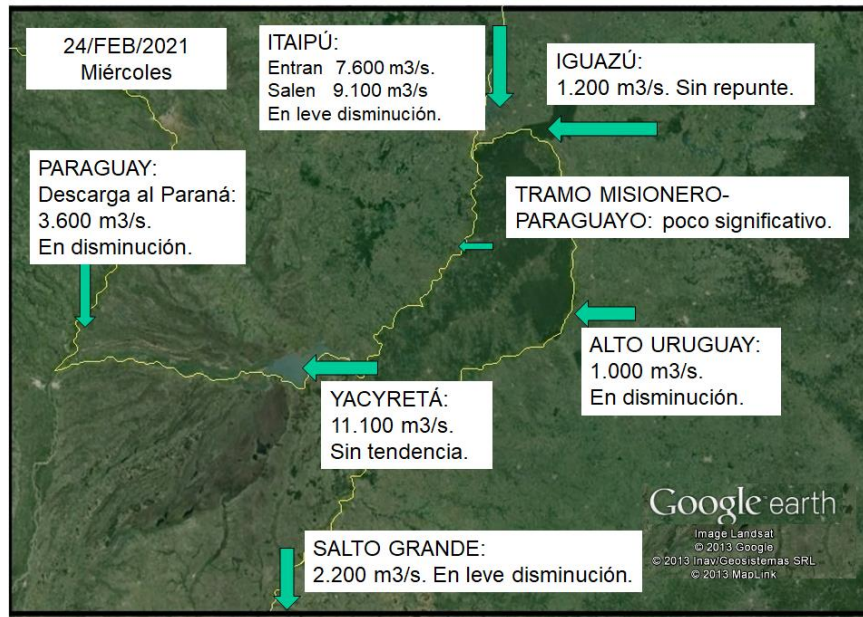 24/FEB/2021
Miércoles
ITAIPÚ:
Entran 7.600 m3/s.
Salen 9.100 m3/s
En leve disminución.
IGUAZÚ:
1.200 m3/s. Sin repunte.
PARAGUAY:
Descarga al Paraná:
3.600 m3/s.
En disminución.
TRAMO MISIONERO-
PARAGUAYO: poco significativo.
ALTO URUGUAY:
1.000 m3/s.
En disminución.
YACYRETÁ:
11.100 m3/s.
Sin tendencia.
SALTO GRANDE:
2.200 m3/s. En leve disminución.
Google earth
Image Landsat
© 2013 Google
© 2013 Inav/Geosistemas SRL
© 2013 MapLink